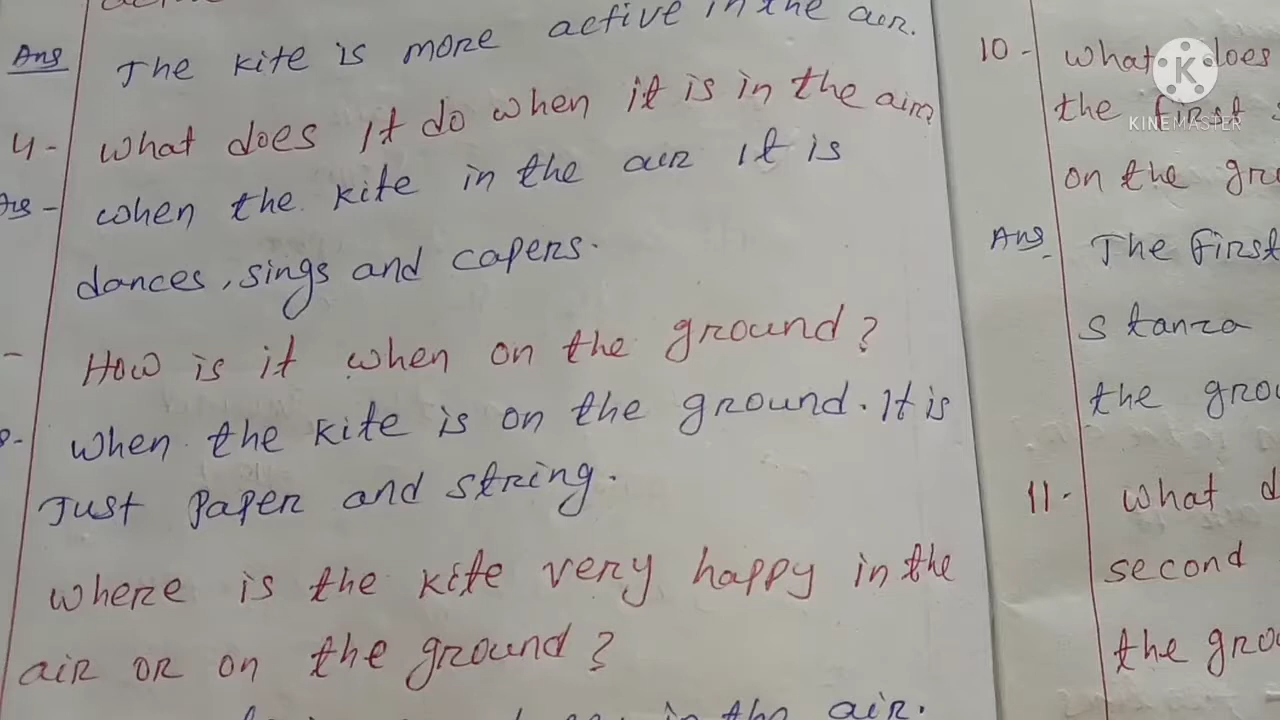 Ans The kite is more active in the air.
4- What does It do when it is in the air?
Ans- when the kite in the air It is
dances, sings and capers.
- How is it when on the ground?
when the kite is on the ground. It is
Just Paper and string.
where is the kite very happy in the
air or on the ground?
in the air.
10- What does
the first
on the
Ans. The first
stanza
the
11- what
second
the
KINEMASTER